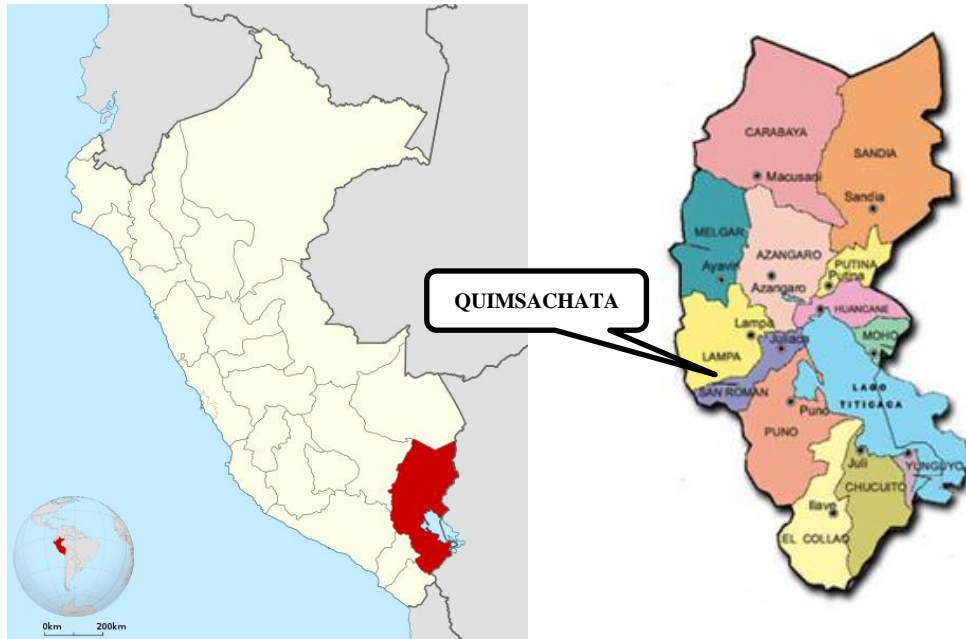 0km 200km
QUIMSACHATA
CARABAYA
Macusani
SANDIA
Sandia
MELGAR
Ayaviri
AZANGARO
Azangaro
PUTINA
Putina
HUANCANE
MOHO
Lampa
LAMPA
Juliaca
SAN ROMAN
LAGO
TITICACA
Puno
PUNO
Juli
YUNGUYO
CHUCUITO
Ilave
EL COLLAO